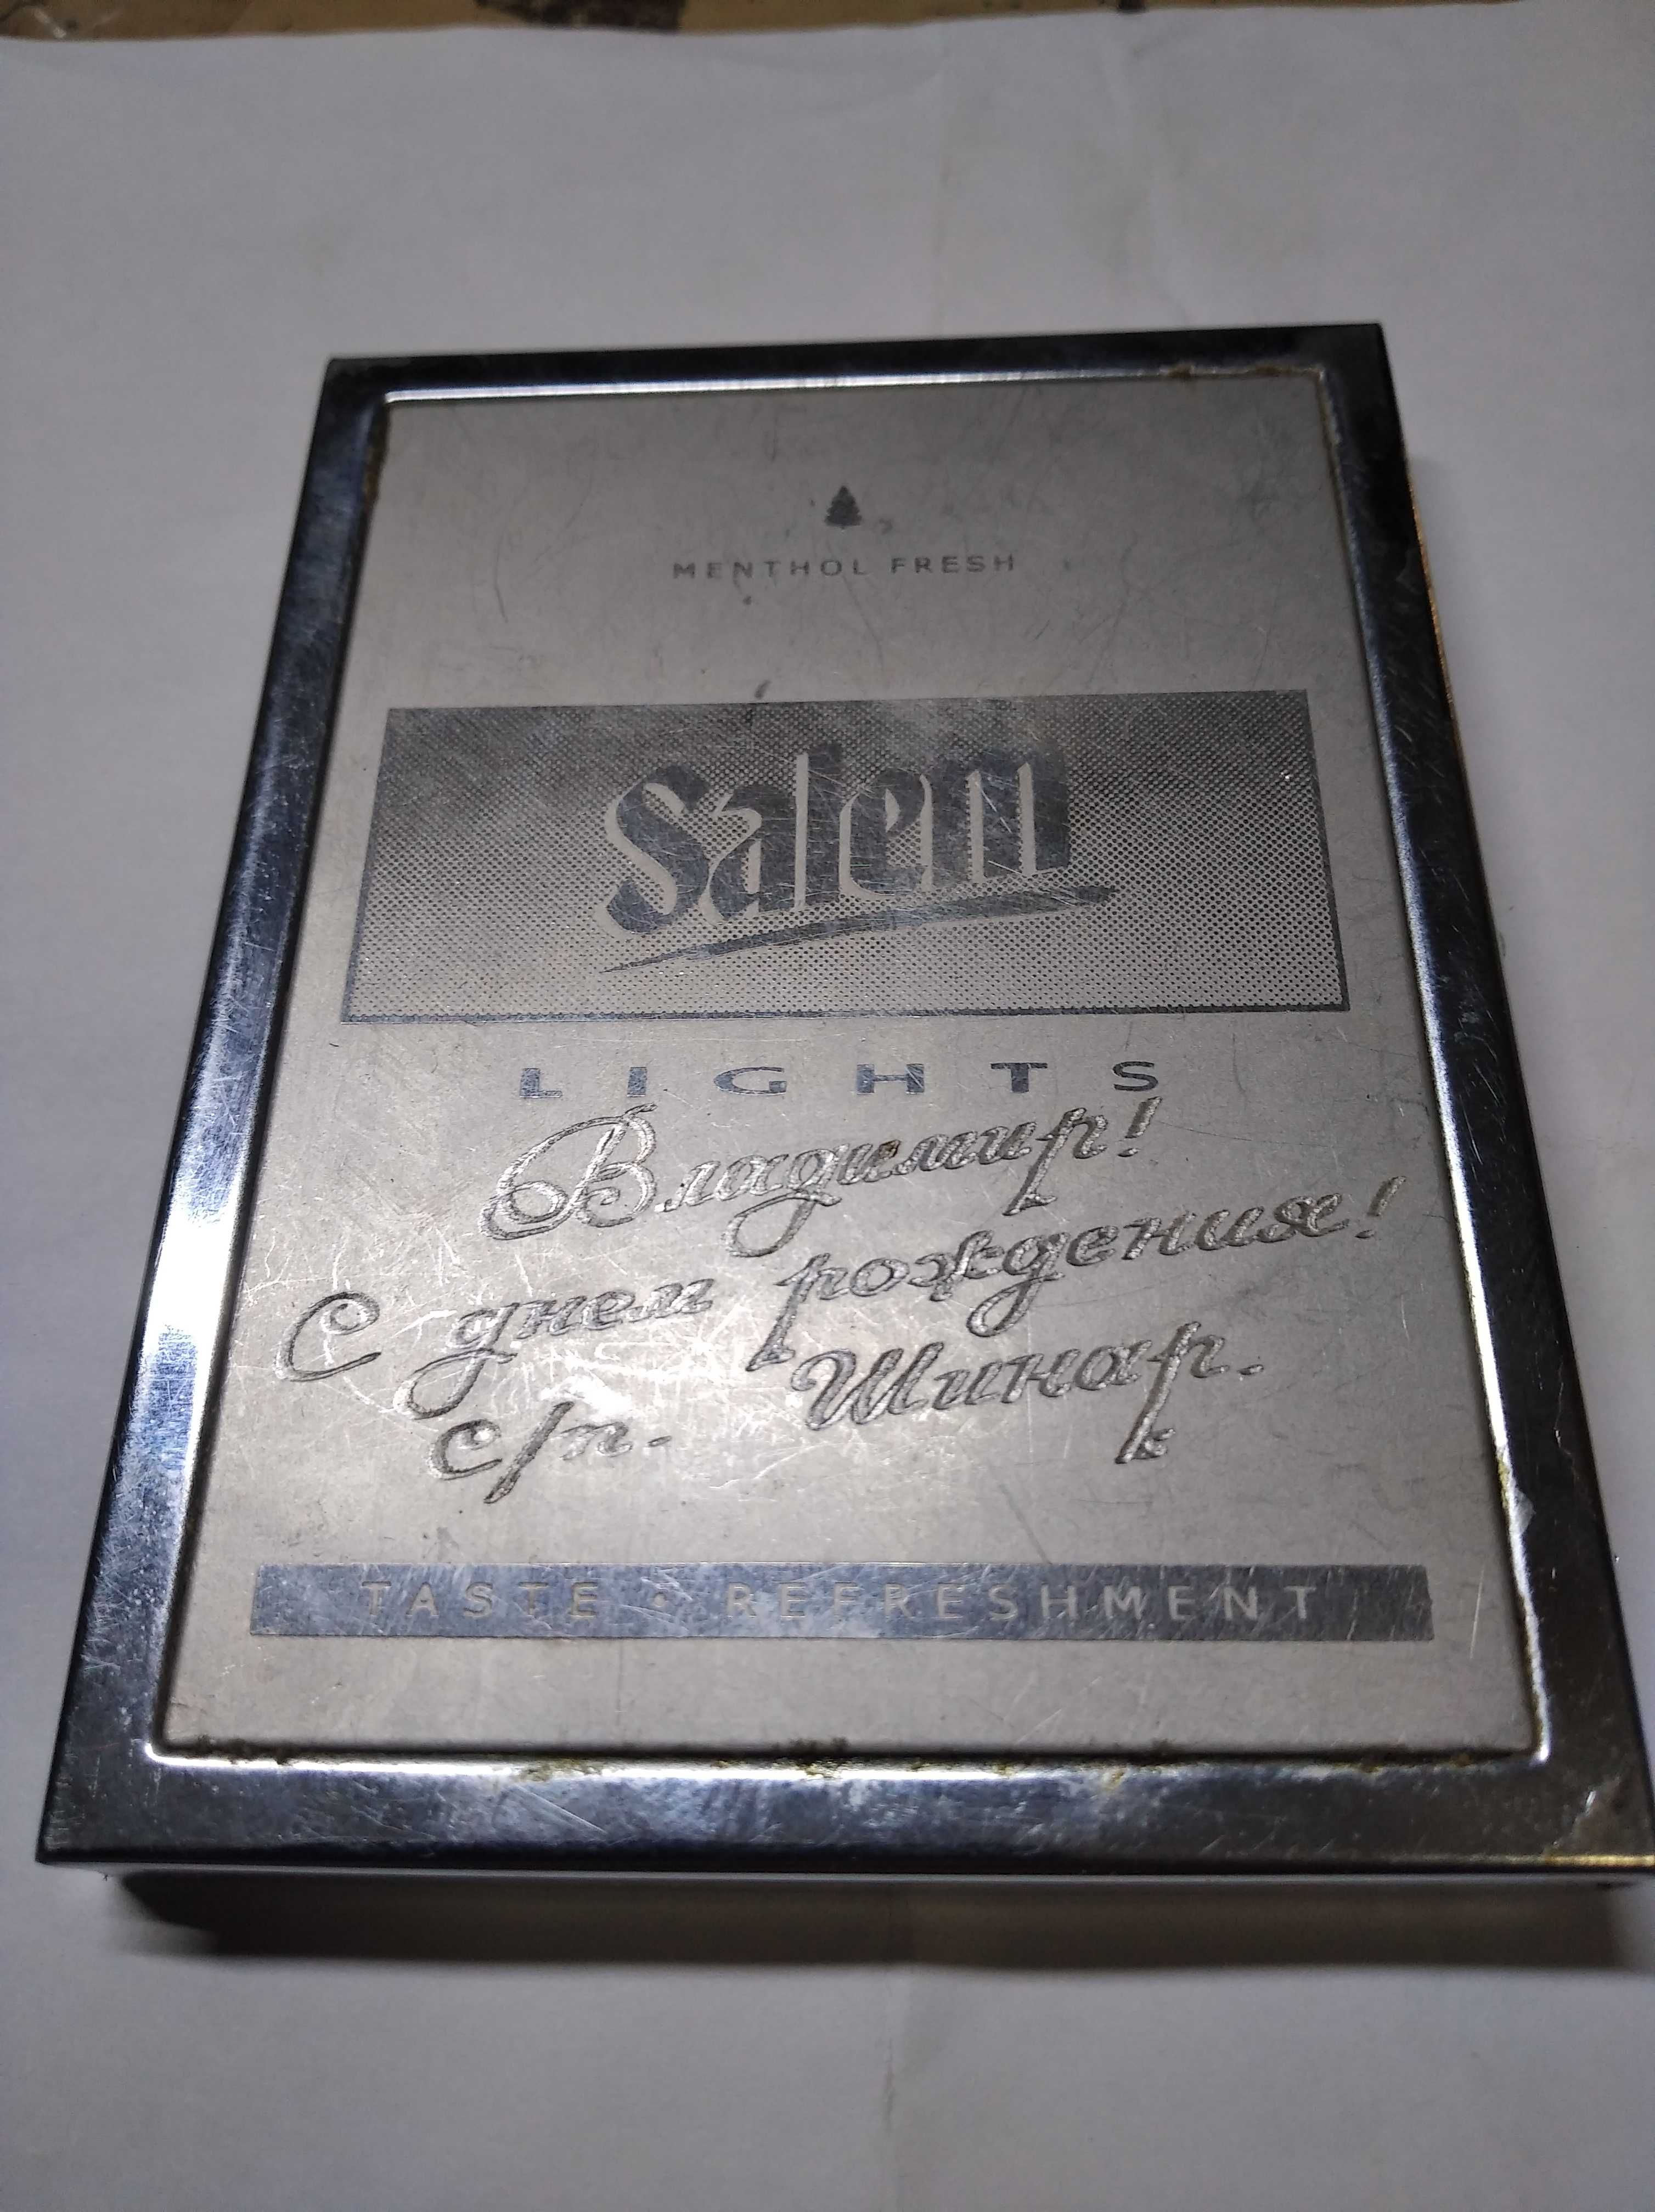 MENTHOL FRESH
Salem
LIGHTS
Владимир!
С днем рождения!
с/п. Шинар.
TASTE · REFRESHMENT